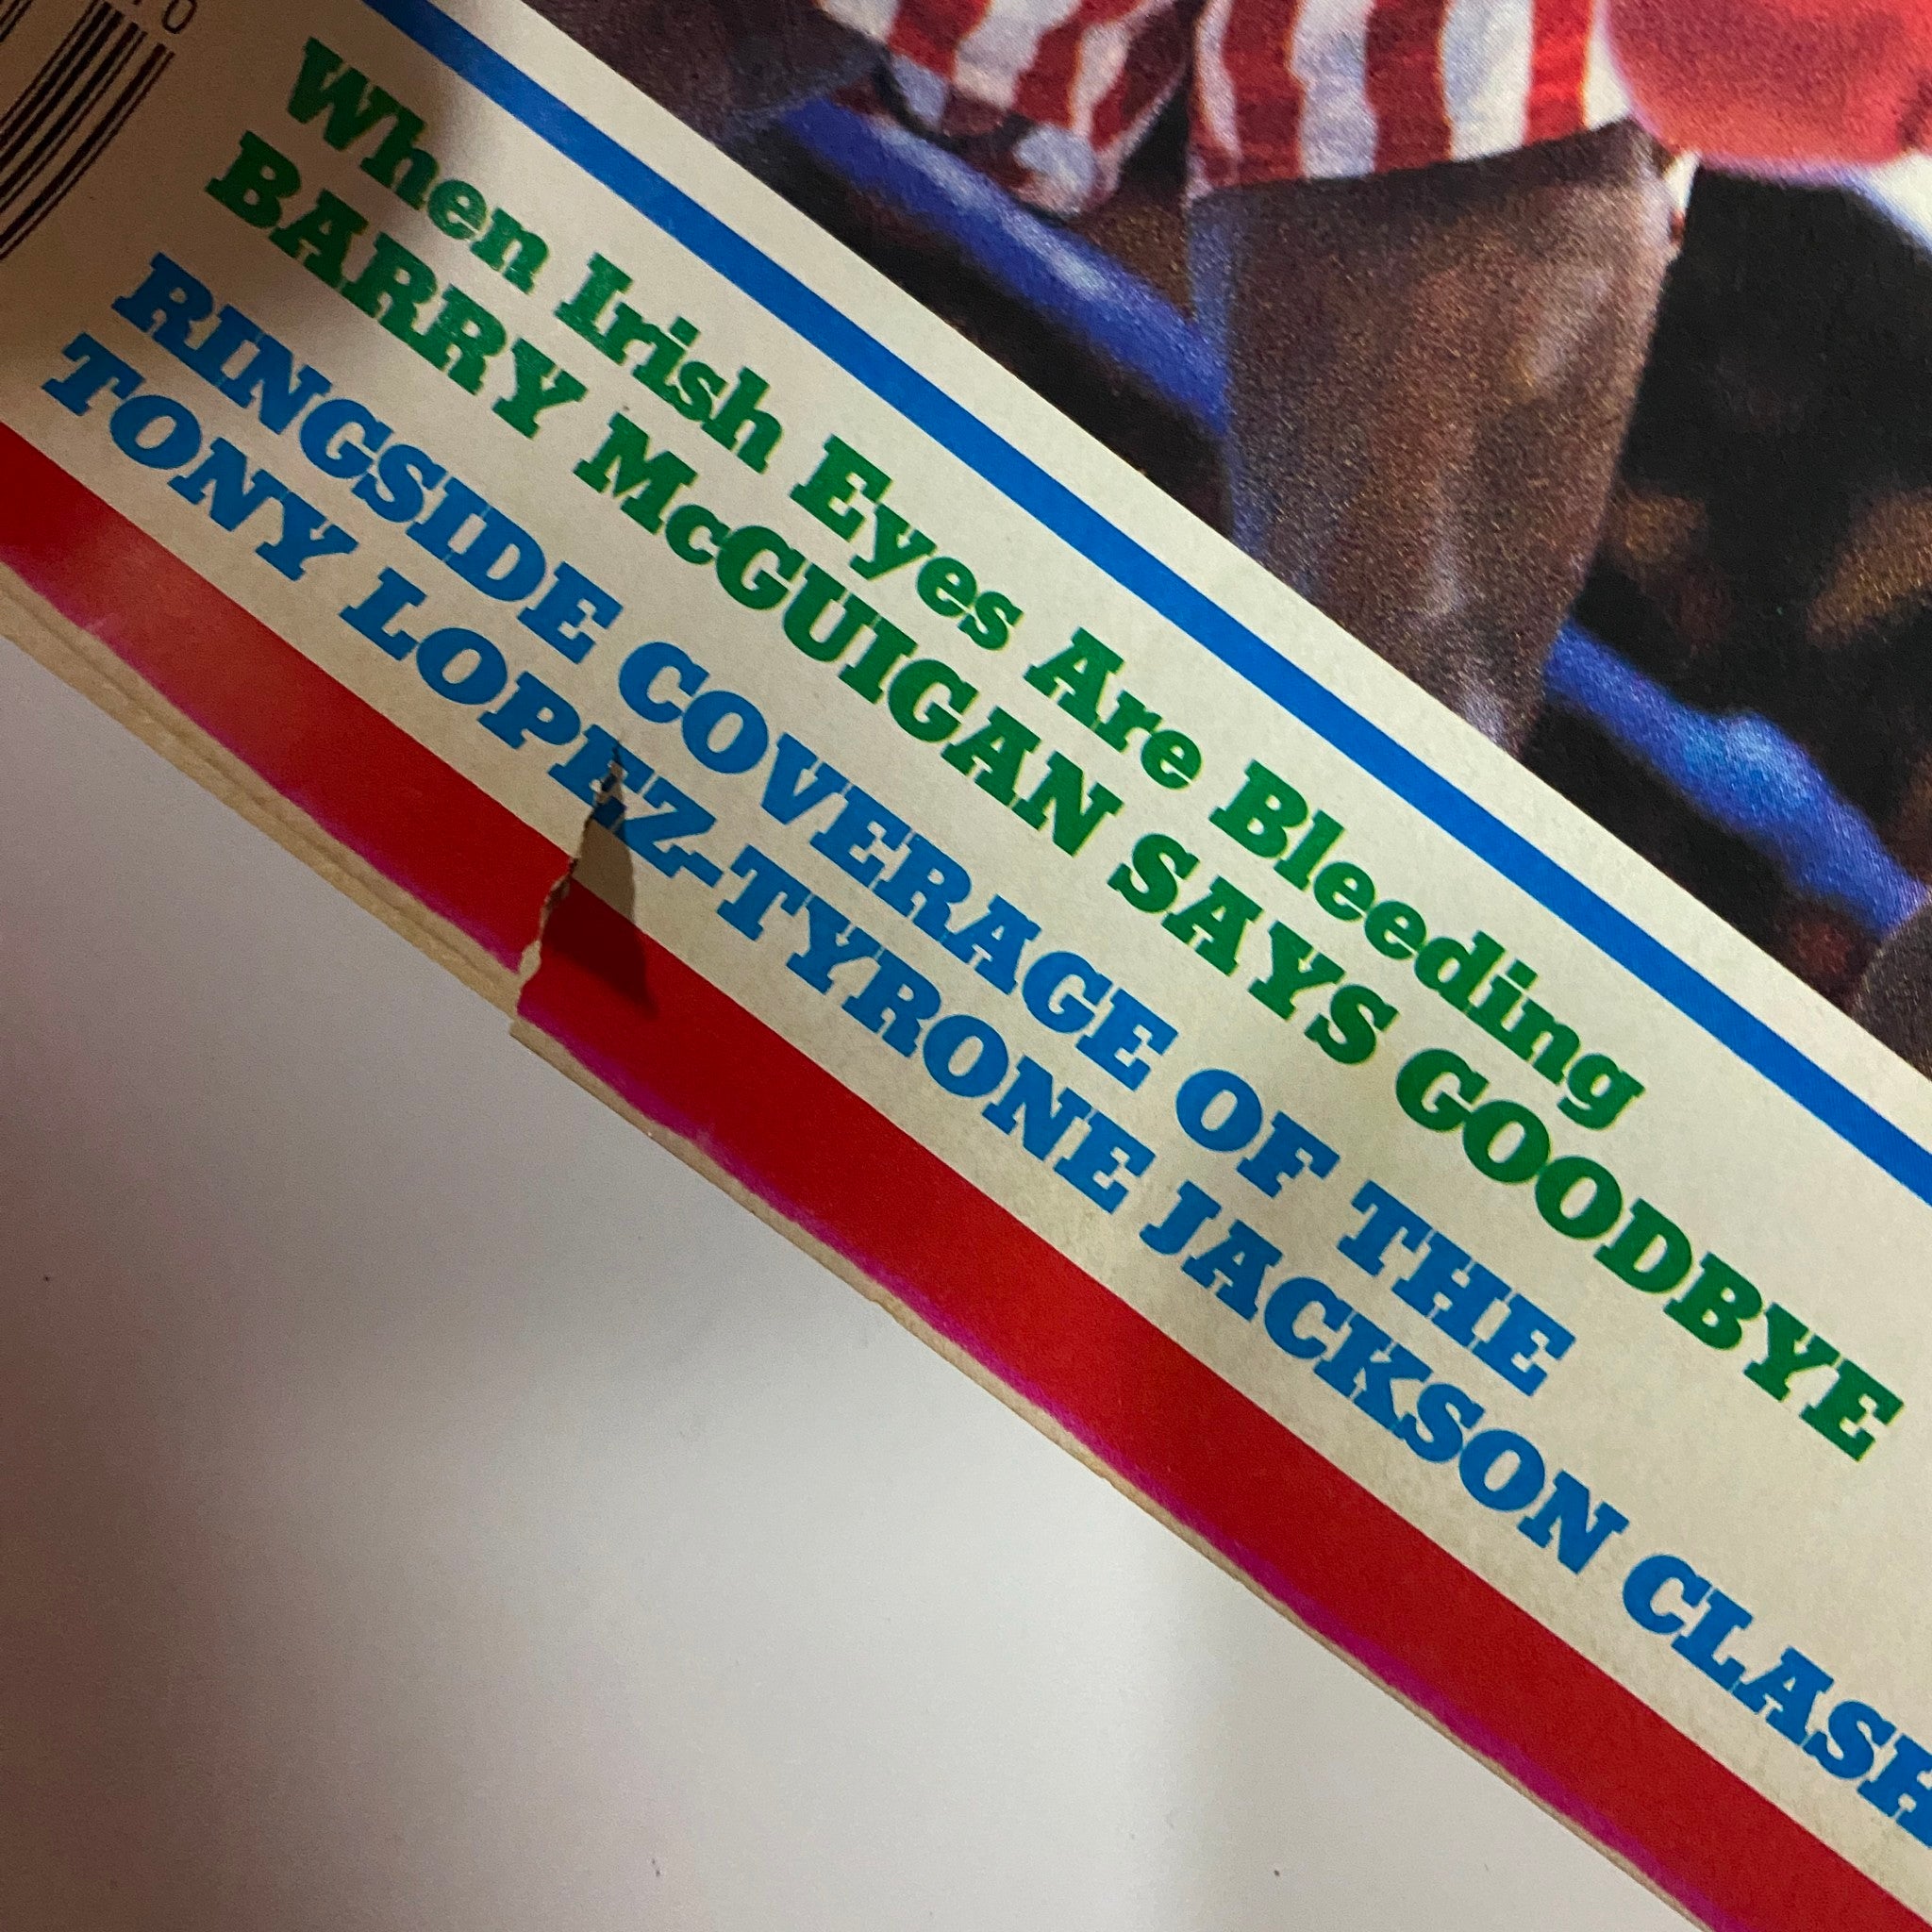 When Irish Eyes Are Bleeding
BARRY McGUIGAN SAYS GOODBYE
RINGSIDE COVERAGE OF THE
TONY LOPEZ-TYRONE JACKSON CLASH